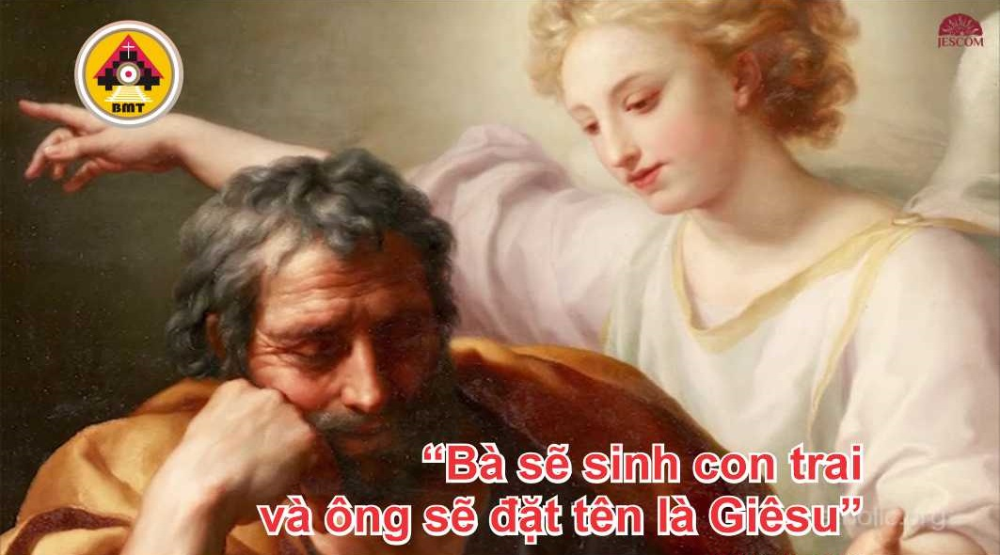 BMT
JESCOM
“Bà sẽ sinh con trai
và ông sẽ đặt tên là Giêsu”